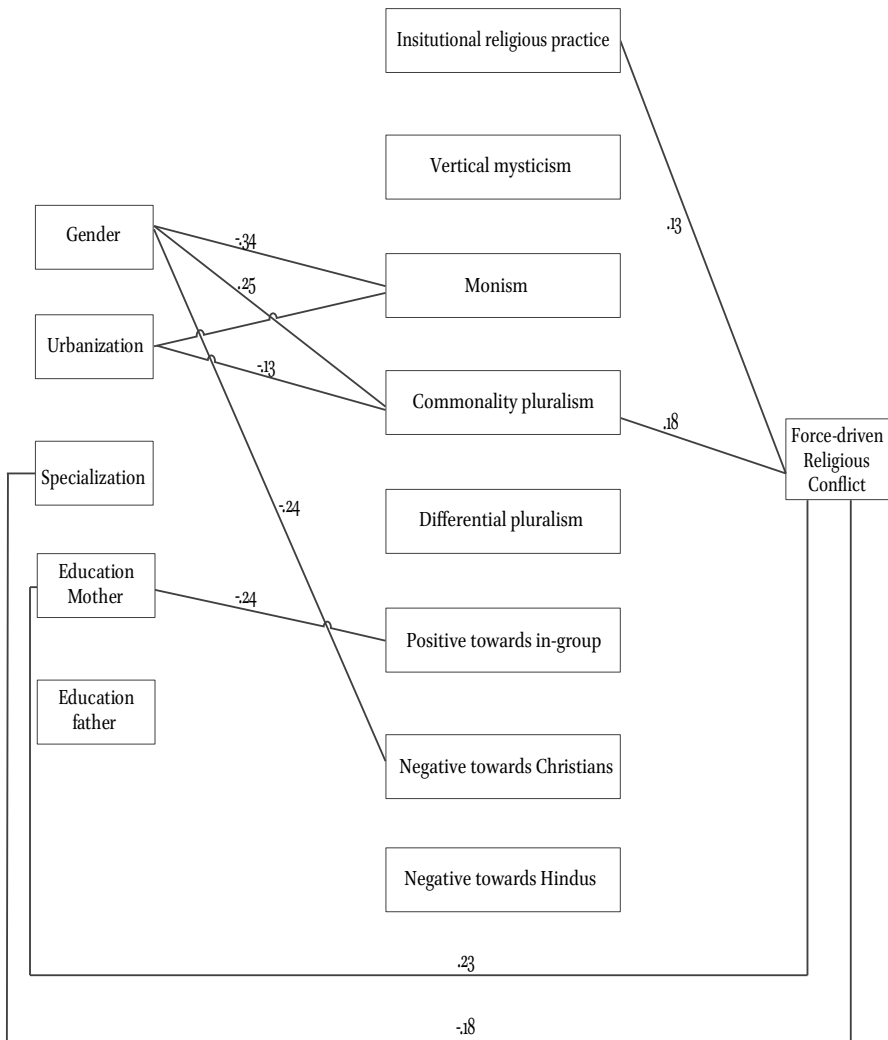 Insitutional religious practice
Vertical mysticism
.13
Gender
-.34
Monism
.25
Urbanization
-.13
Commonality pluralism
.18
Force-driven
Religious
Conflict
Specialization
-.24
Differential pluralism
Education
Mother
-.24
Positive towards in-group
Education
father
Negative towards Christians
Negative towards Hindus
.23
-.18